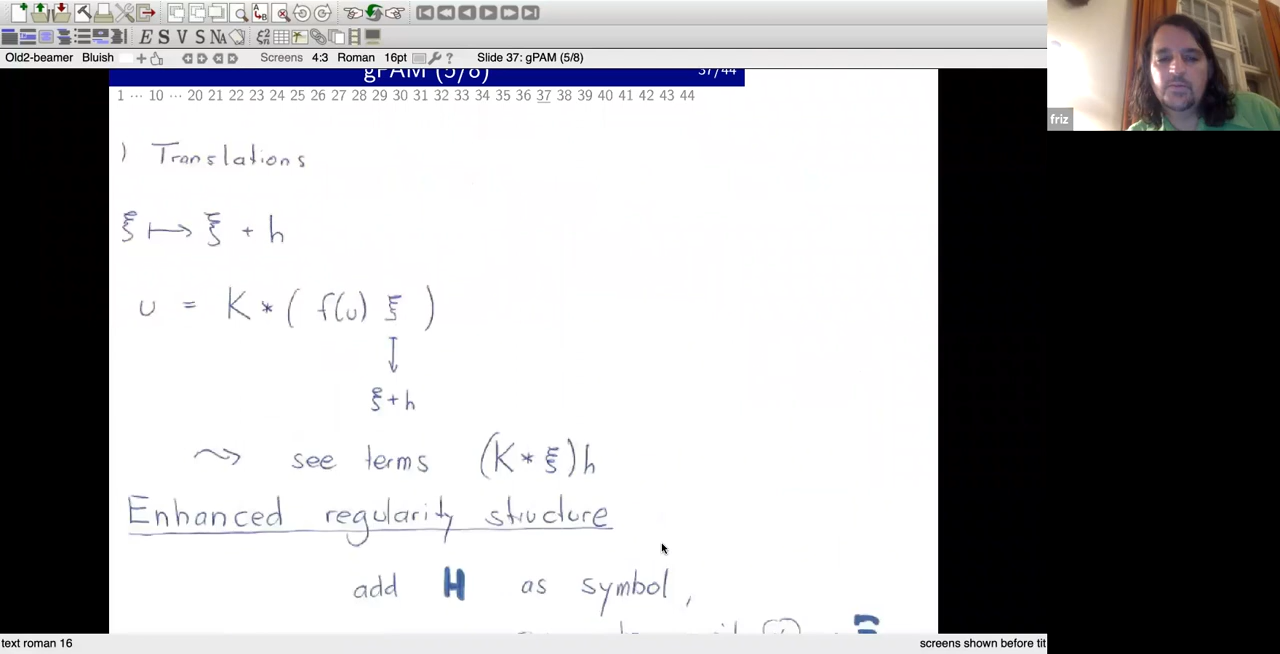 E S V S NA
Old2-beamer Bluish Screens 4:3 Roman 16pt ? Slide 37: gPAM (5/8)
gPAM (5/8) 37/44
1 ··· 10 ··· 20 21 22 23 24 25 26 27 28 29 30 31 32 33 34 35 36 37 38 39 40 41 42 43 44
) Translations
ξ ↦ ξ + h
u = K * ( f(u) ξ )
↓
ξ + h
⇝ see terms (K * ξ) h
Enhanced regularity structure
add H as symbol,
Ξ
friz
text roman 16 screens shown before tit